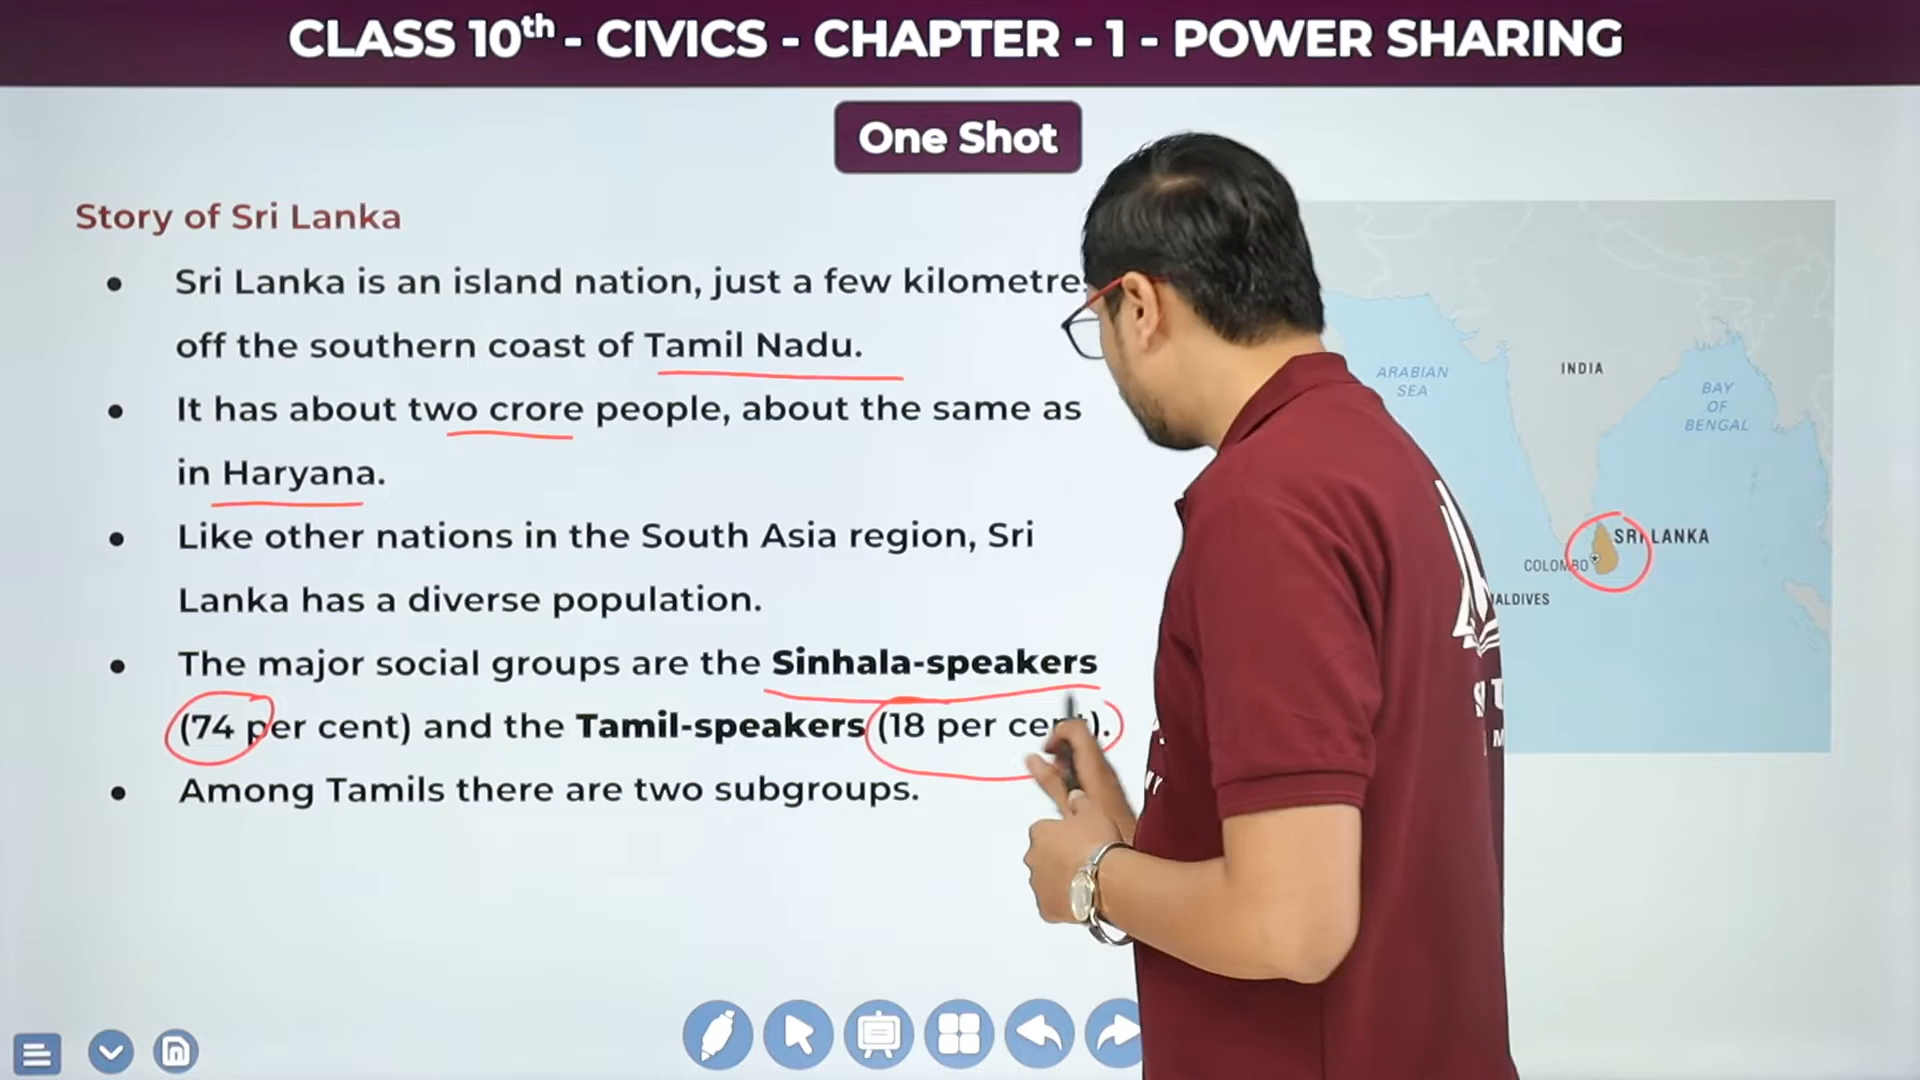 CLASS 10th - CIVICS - CHAPTER - 1 - POWER SHARING
One Shot
Story of Sri Lanka
● Sri Lanka is an island nation, just a few kilometre
off the southern coast of Tamil Nadu.
● It has about two crore people, about the same as
in Haryana.
● Like other nations in the South Asia region, Sri
Lanka has a diverse population.
● The major social groups are the Sinhala-speakers
(74 per cent) and the Tamil-speakers (18 per cent).
● Among Tamils there are two subgroups.
ARABIAN
SEA
INDIA
BAY
OF
BENGAL
SRI LANKA
COLOMBO
ALDIVES